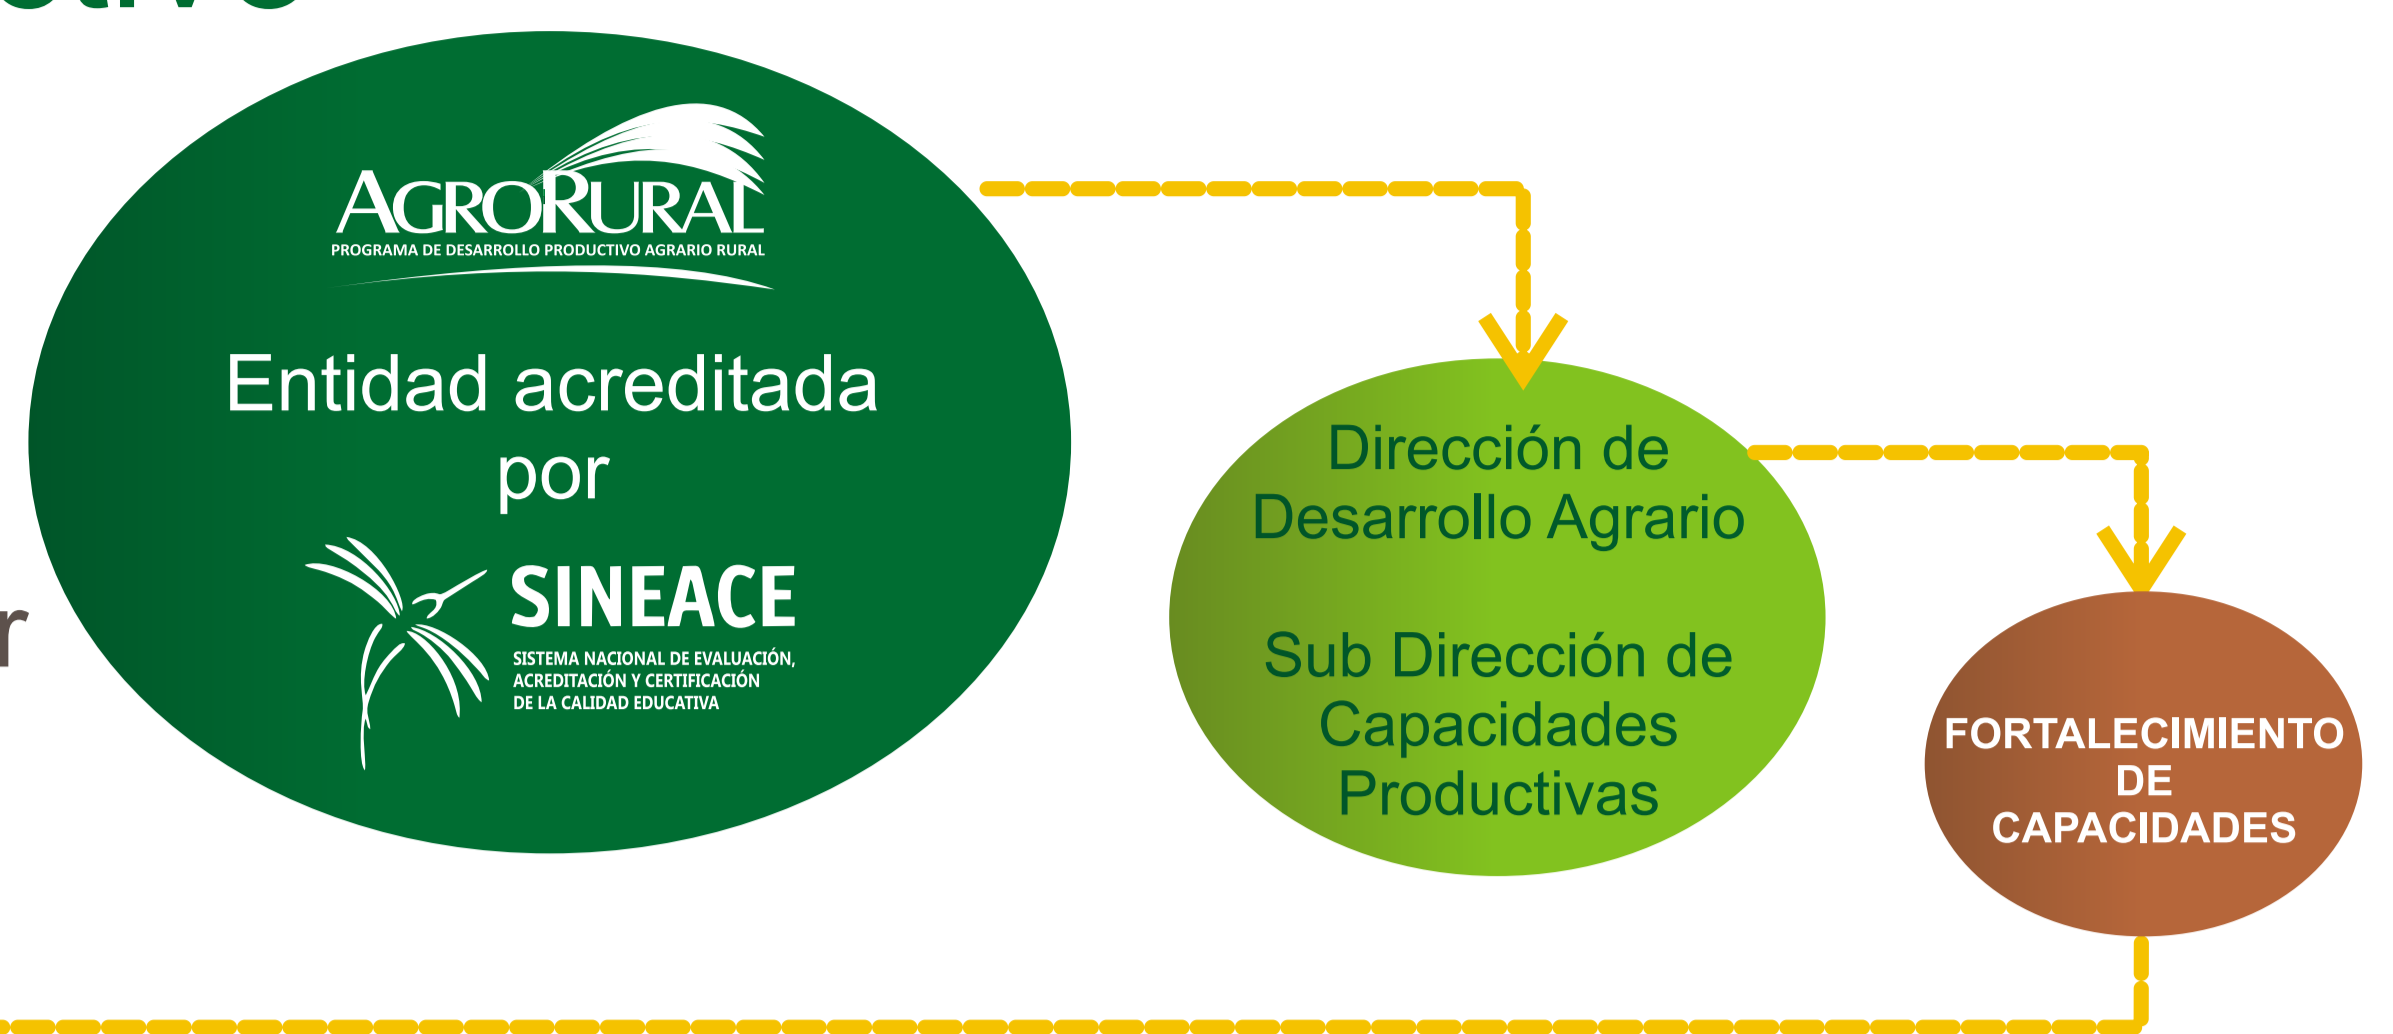 AGRORURAL
PROGRAMA DE DESARROLLO PRODUCTIVO AGRARIO RURAL
Entidad acreditada
por
SINEACE
SISTEMA NACIONAL DE EVALUACIÓN,
ACREDITACIÓN Y CERTIFICACIÓN
DE LA CALIDAD EDUCATIVA
Dirección de
Desarrollo Agrario
Sub Dirección de
Capacidades
Productivas
FORTALECIMIENTO
DE
CAPACIDADES